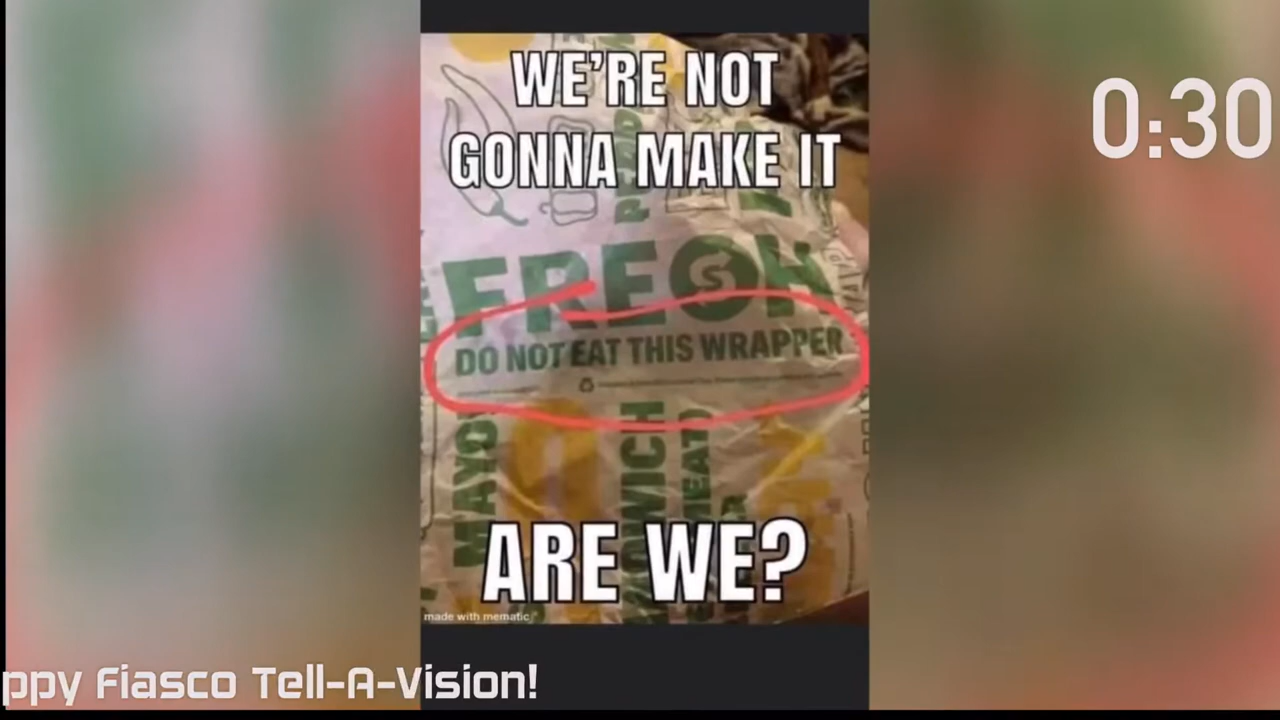 WE'RE NOT
GONNA MAKE IT
0:30
FRESH
DO NOT EAT THIS WRAPPER
MAYO
ARE WE?
made with mematic
ppy Fiasco Tell-A-Vision!